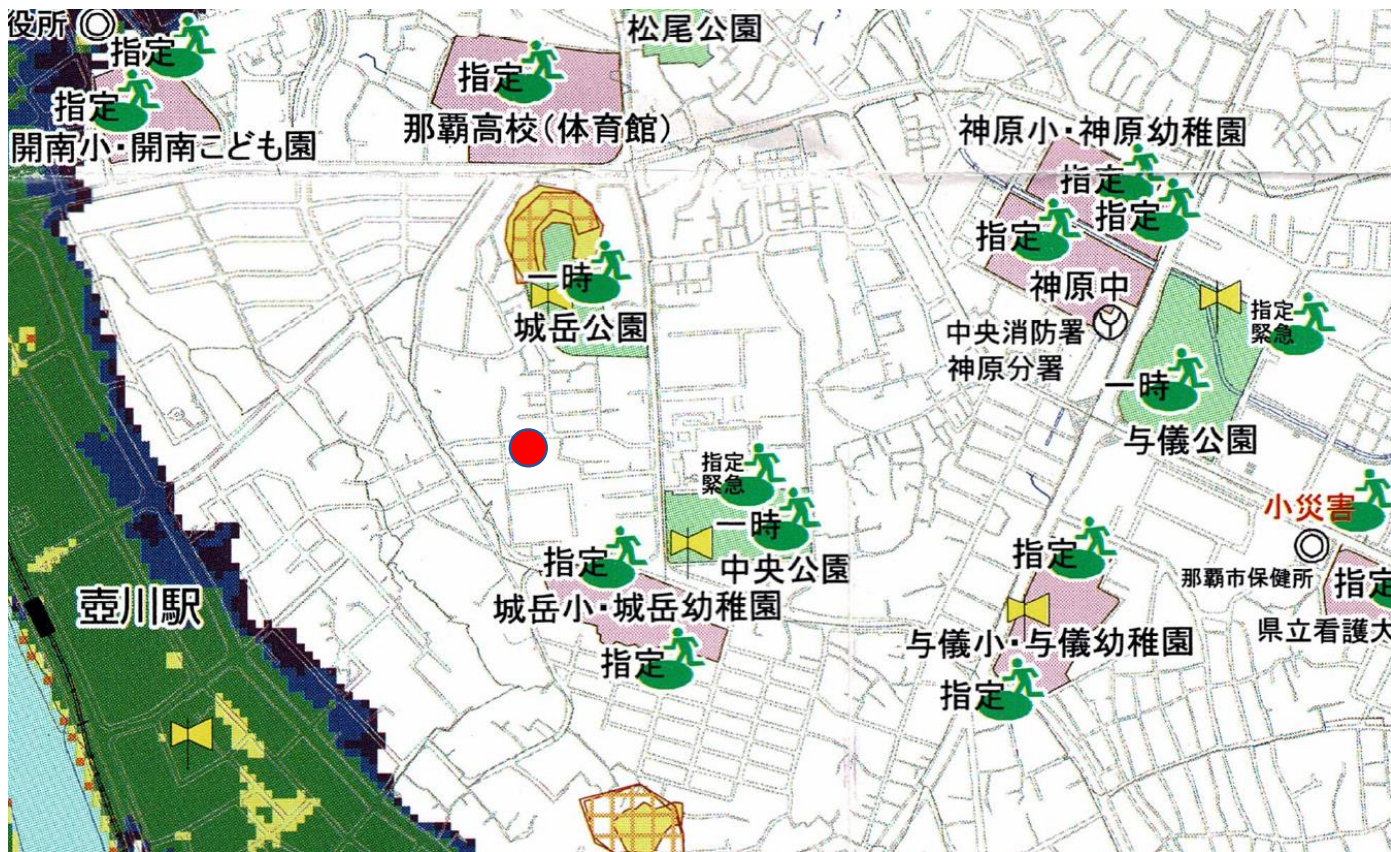 役所
指定
指定
開南小・開南こども園
指定
那覇高校(体育館)
松尾公園
神原小・神原幼稚園
指定
指定
指定
神原中
中央消防署
神原分署
一時
城岳公園
指定
緊急
一時
与儀公園
指定
緊急
一時
中央公園
指定
城岳小・城岳幼稚園
指定
壺川駅
小災害
那覇市保健所
指定
県立看護大
指定
与儀小・与儀幼稚園
指定